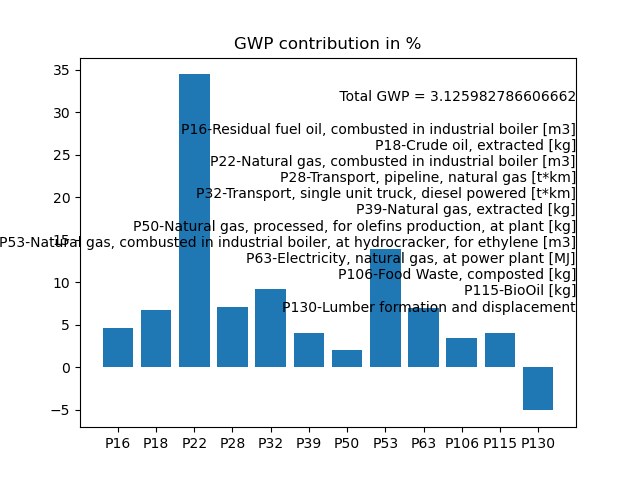 GWP contribution in %
35
30
25
20
15
10
5
0
−5
Total GWP = 3.125982786606662
P16-Residual fuel oil, combusted in industrial boiler [m3]
P18-Crude oil, extracted [kg]
P22-Natural gas, combusted in industrial boiler [m3]
P28-Transport, pipeline, natural gas [t*km]
P32-Transport, single unit truck, diesel powered [t*km]
P39-Natural gas, extracted [kg]
P50-Natural gas, processed, for olefins production, at plant [kg]
P53-Natural gas, combusted in industrial boiler, at hydrocracker, for ethylene [m3]
P63-Electricity, natural gas, at power plant [MJ]
P106-Food Waste, composted [kg]
P115-BioOil [kg]
P130-Lumber formation and displacement
P16 P18 P22 P28 P32 P39 P50 P53 P63 P106 P115 P130